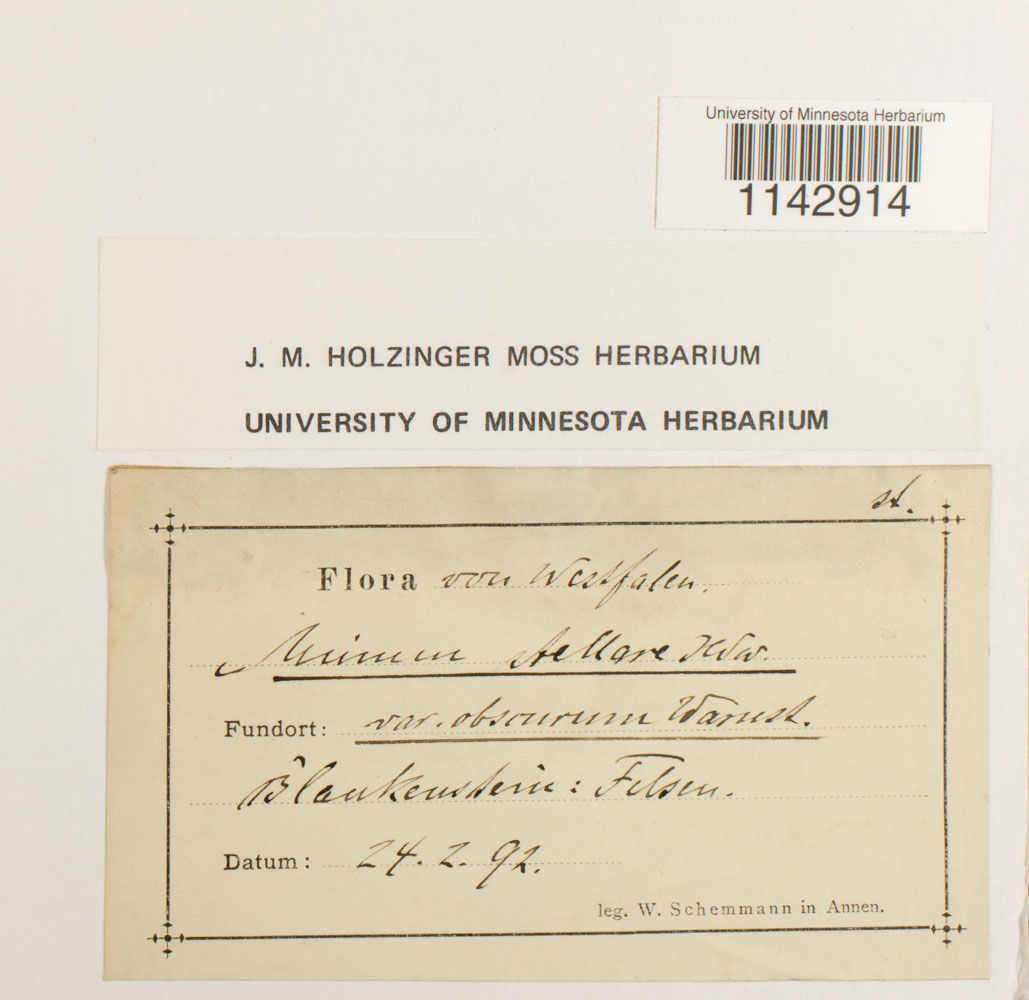 University of Minnesota Herbarium
1142914
J. M. HOLZINGER MOSS HERBARIUM
UNIVERSITY OF MINNESOTA HERBARIUM
st.
Flora von Westfalen.
Mnium stellare Hdw.
Fundort: var. obscurum Warnst.
Blankenstein: Felsen.
Datum: 24. 2. 92.
leg. W. Schemmann in Annen.